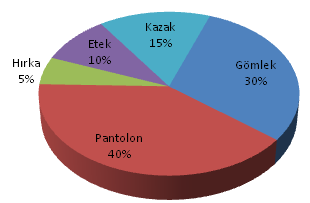 Kazak
15%
Gömlek
30%
Etek
10%
Hırka
5%
Pantolon
40%